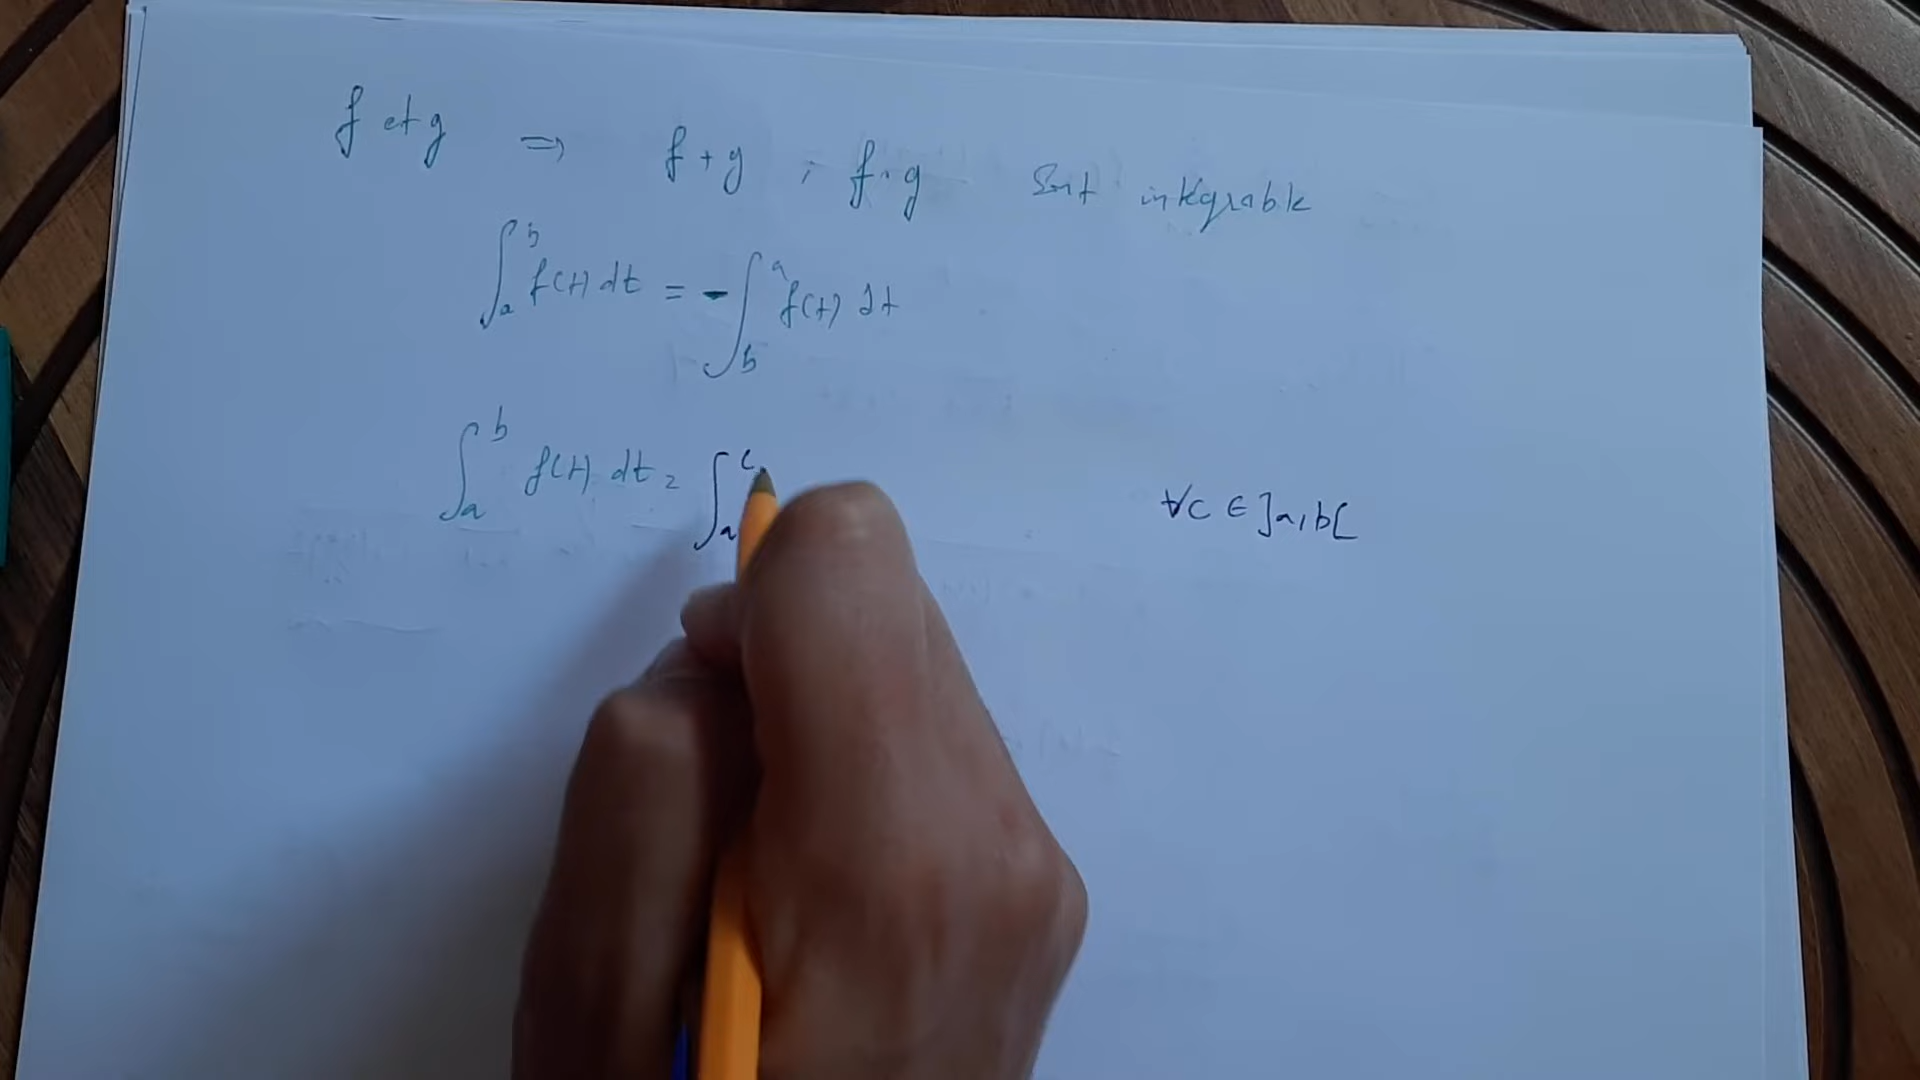 f et g ⇒ f + g , f · g Sont intégrable
∫_a^b f(t) dt = - ∫_b^a f(t) dt
∫_a^b f(t) dt = ∫_a^c ∀c ∈ ]a,b[